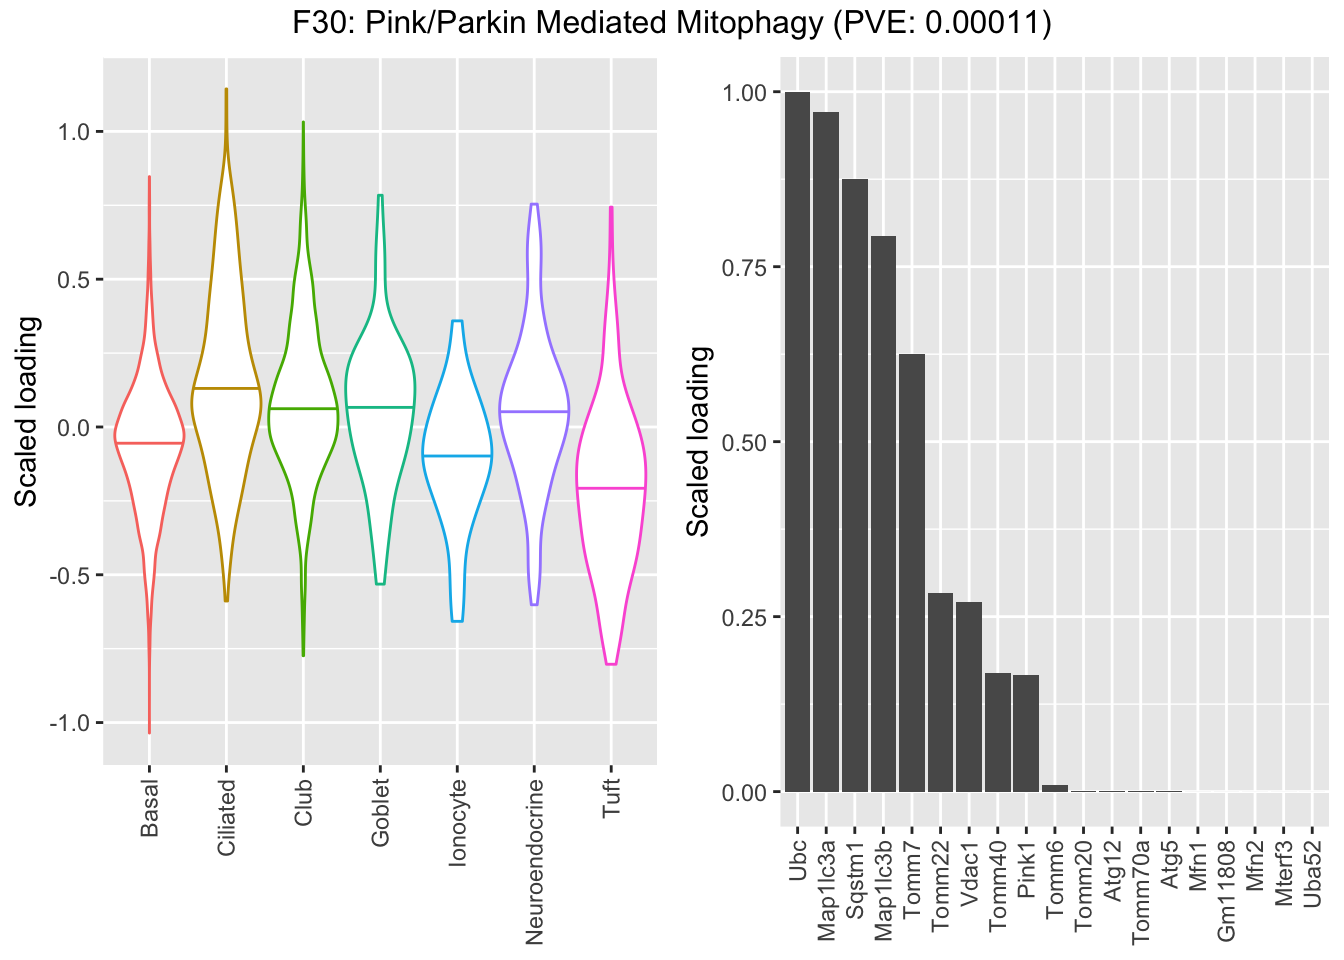 F30: Pink/Parkin Mediated Mitophagy (PVE: 0.00011)
Scaled loading
1.0
0.5
0.0
-0.5
-1.0
Basal
Ciliated
Club
Goblet
Ionocyte
Neuroendocrine
Tuft
Scaled loading
1.00
0.75
0.50
0.25
0.00
Ubc
Map1lc3a
Sqstm1
Map1lc3b
Tomm7
Tomm22
Vdac1
Tomm40
Pink1
Tomm6
Tomm20
Atg12
Tomm70a
Atg5
Mfn1
Gm11808
Mfn2
Mterf3
Uba52